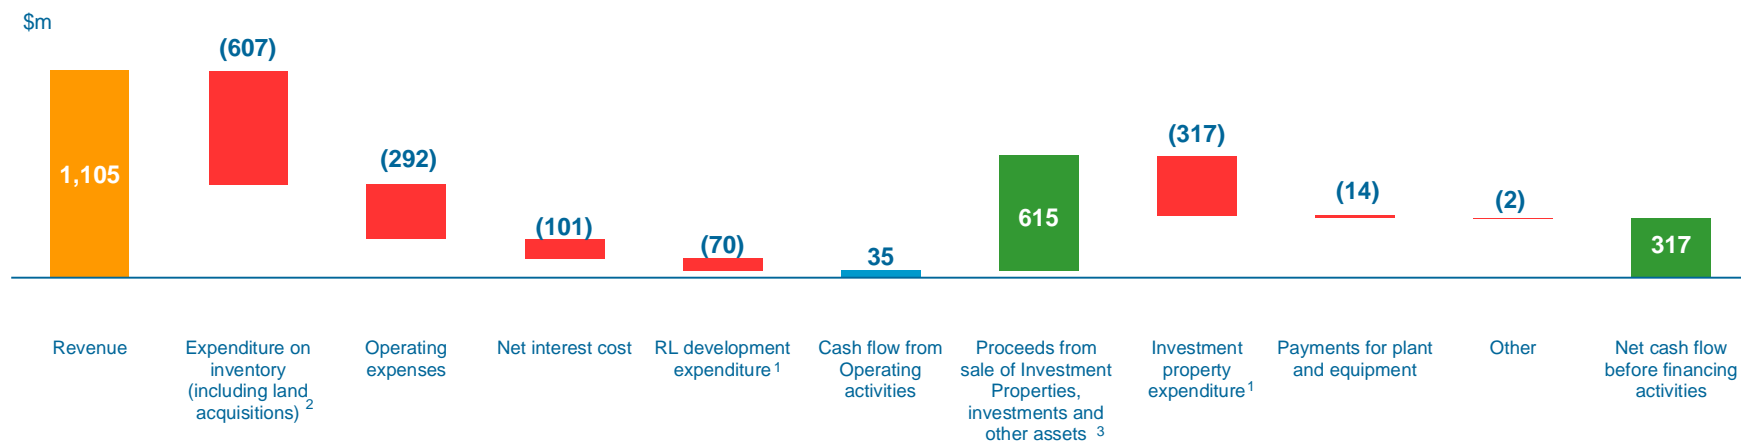 $m
(607)
(292)
(101)
(70)
35
(317)
(14)
(2)
1,105
615
317
Revenue
Expenditure on
inventory
(including land
acquisitions) 2
Operating
expenses
Net interest cost
RL development
expenditure 1
Cash flow from
Operating
activities
Proceeds from
sale of Investment
Properties,
investments and
other assets 3
Investment
property
expenditure 1
Payments for plant
and equipment
Other
Net cash flow
before financing
activities